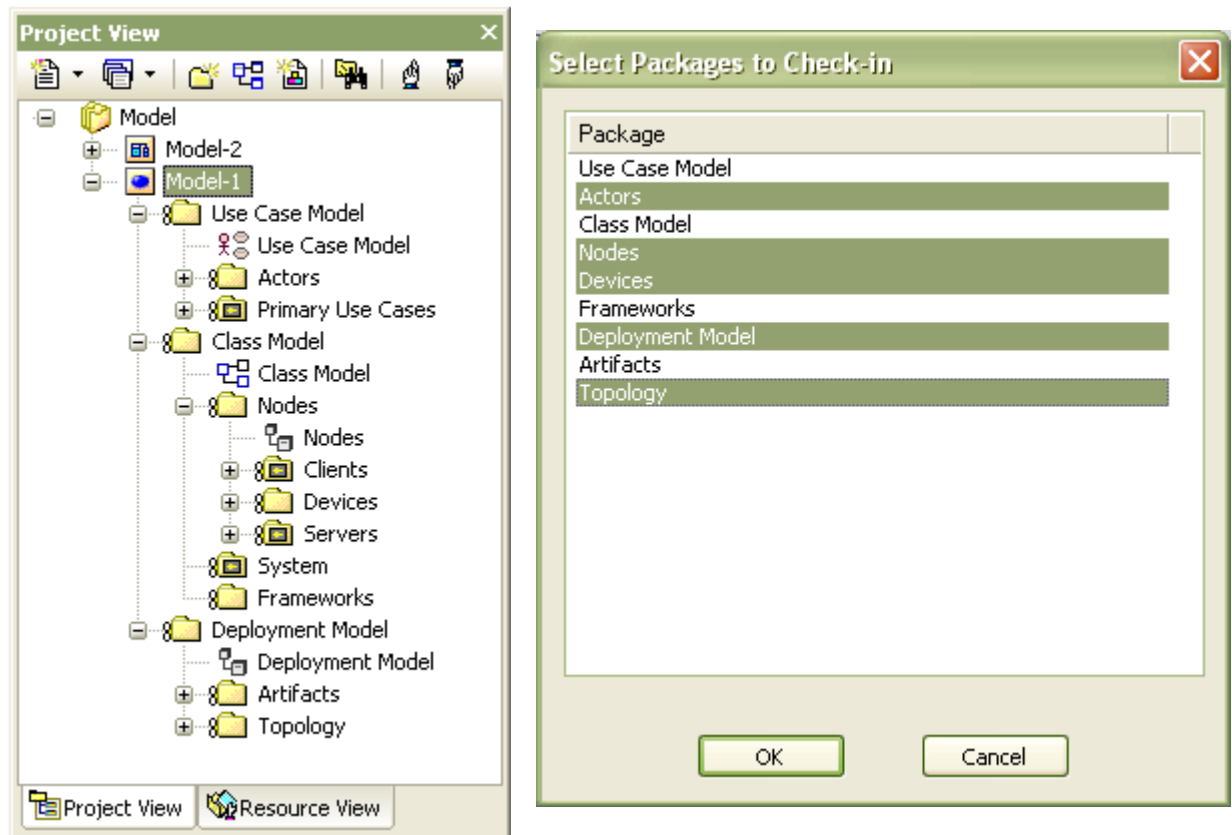 Project View
Model
Model-2
Model-1
Use Case Model
Use Case Model
Actors
Primary Use Cases
Class Model
Class Model
Nodes
Nodes
Clients
Devices
Servers
System
Frameworks
Deployment Model
Deployment Model
Artifacts
Topology
Project View
Resource View
Select Packages to Check-in
Package
Use Case Model
Actors
Class Model
Nodes
Devices
Frameworks
Deployment Model
Artifacts
Topology
OK
Cancel